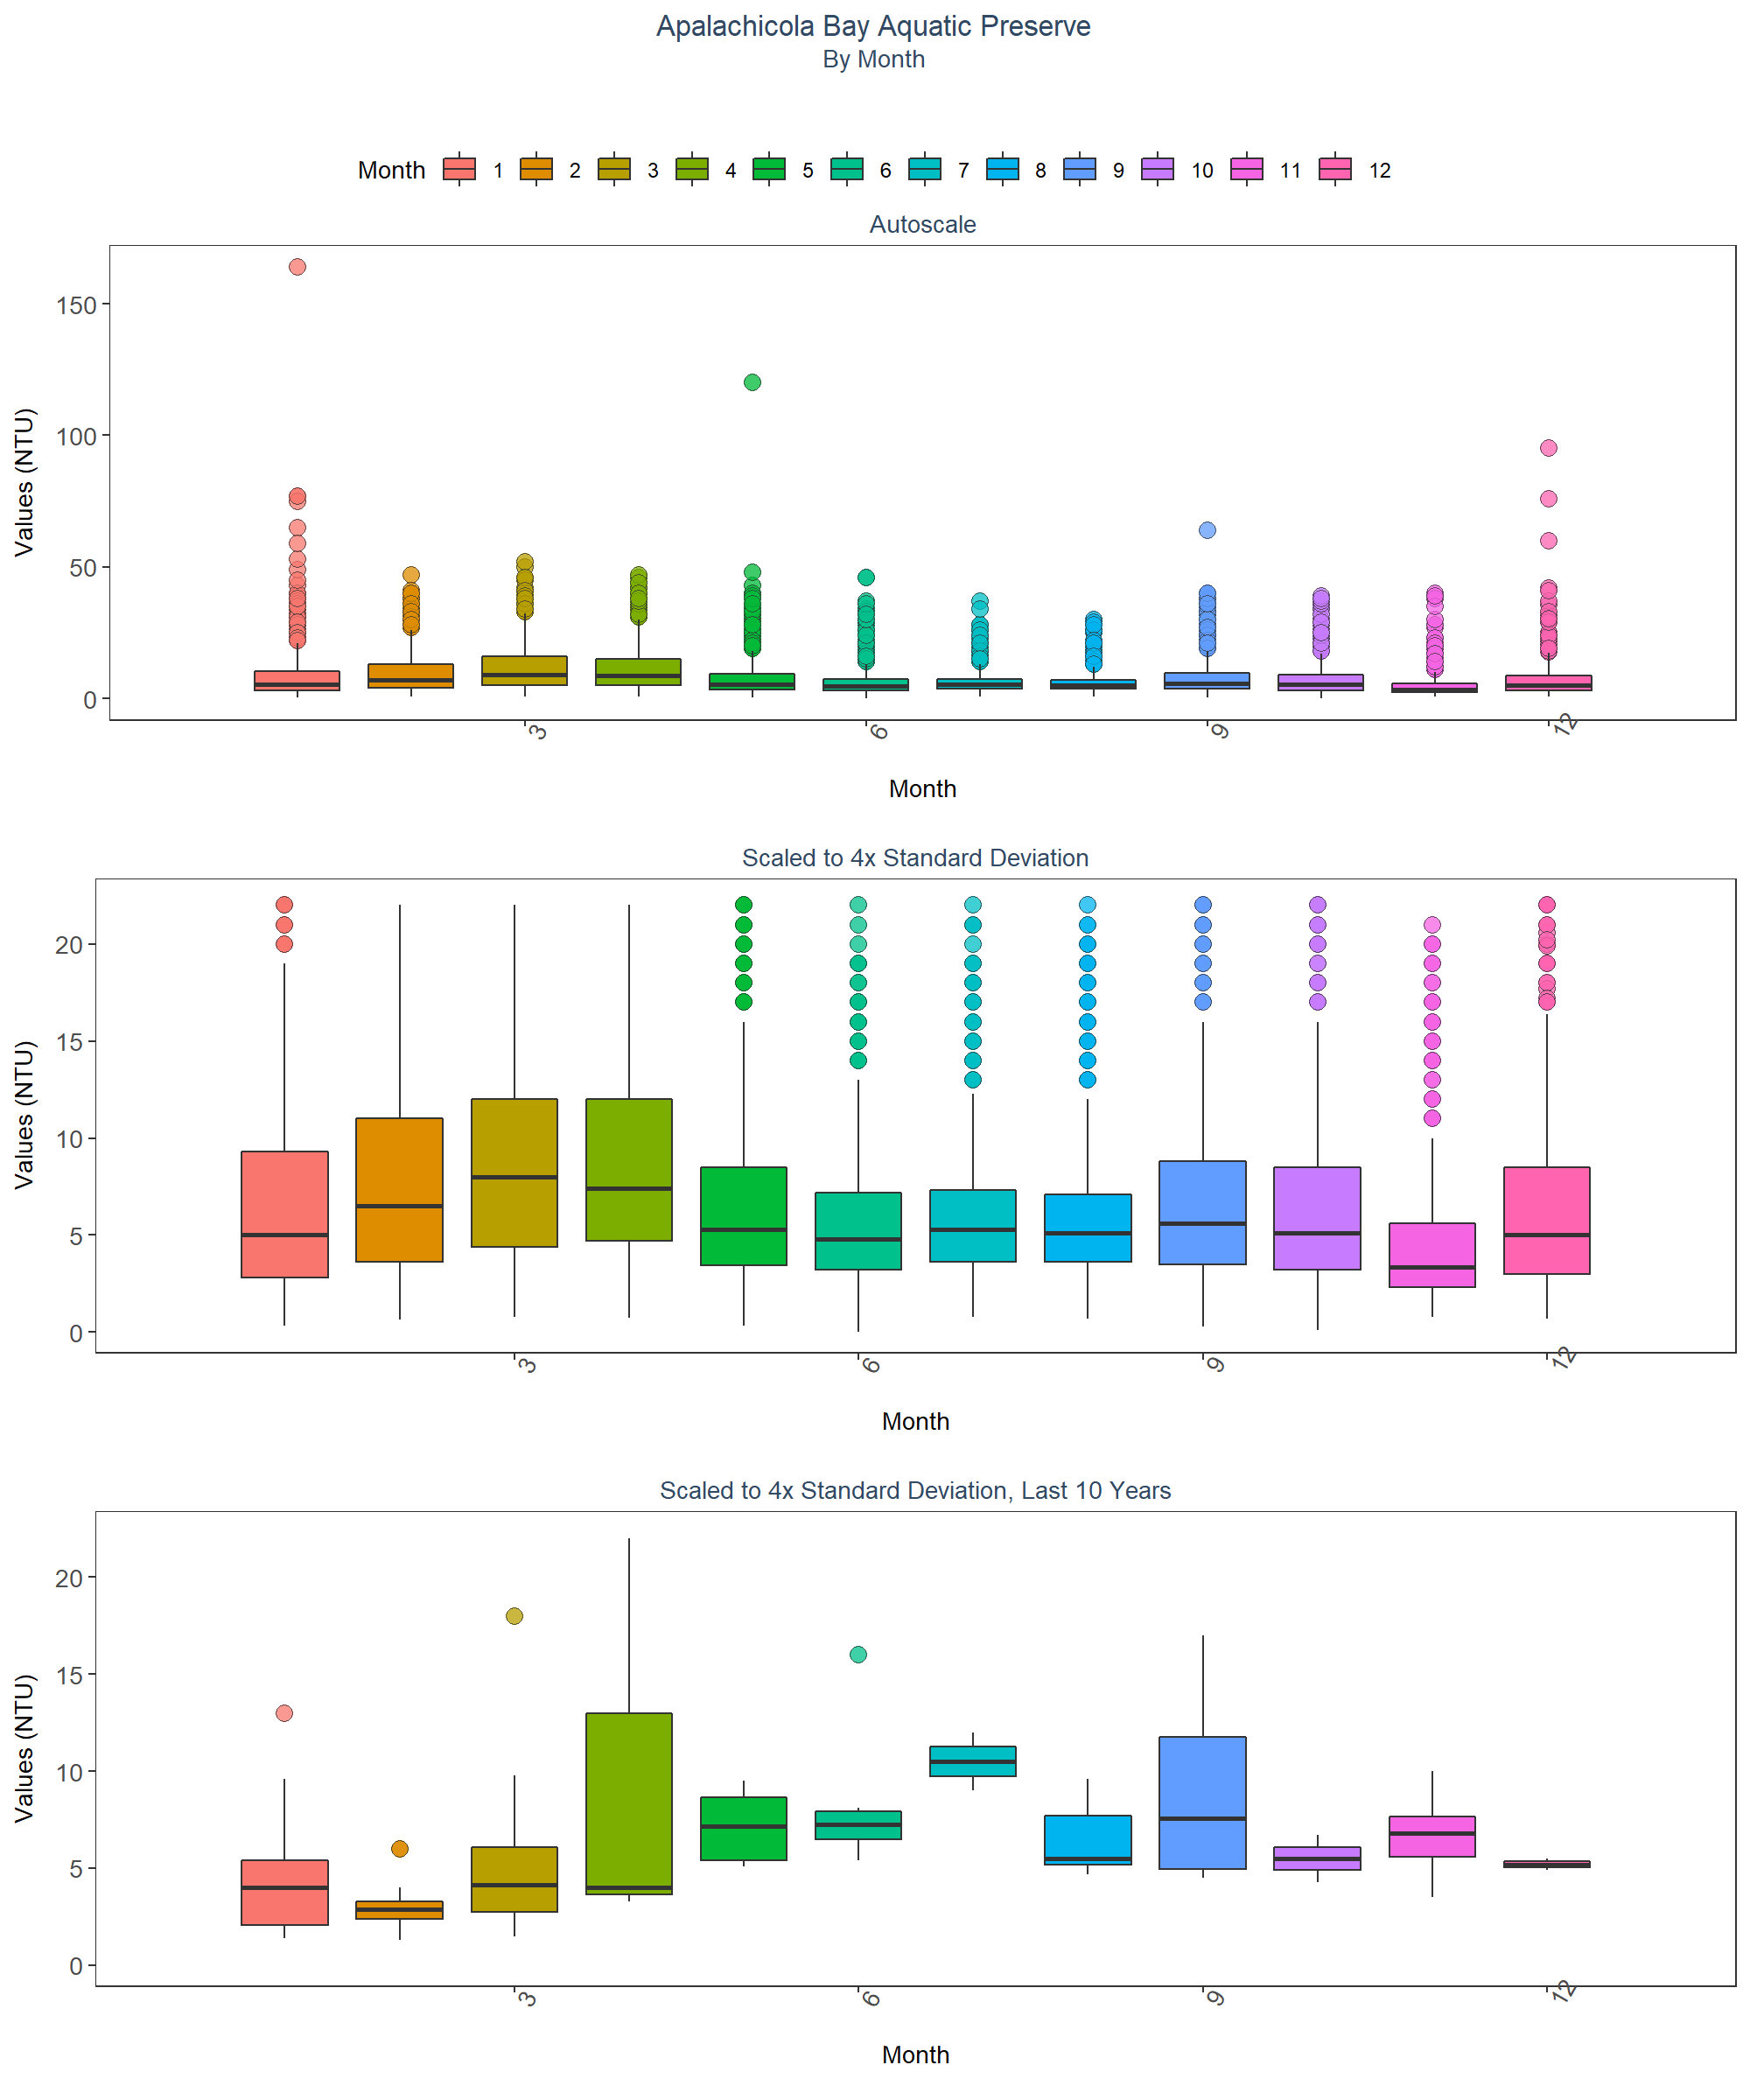 Apalachicola Bay Aquatic Preserve
By Month
Month 1 2 3 4 5 6 7 8 9 10 11 12
Autoscale
Values (NTU)
150
100
50
0
3 6 9 12
Month
Scaled to 4x Standard Deviation
Values (NTU)
20
15
10
5
0
3 6 9 12
Month
Scaled to 4x Standard Deviation, Last 10 Years
Values (NTU)
20
15
10
5
0
3 6 9 12
Month